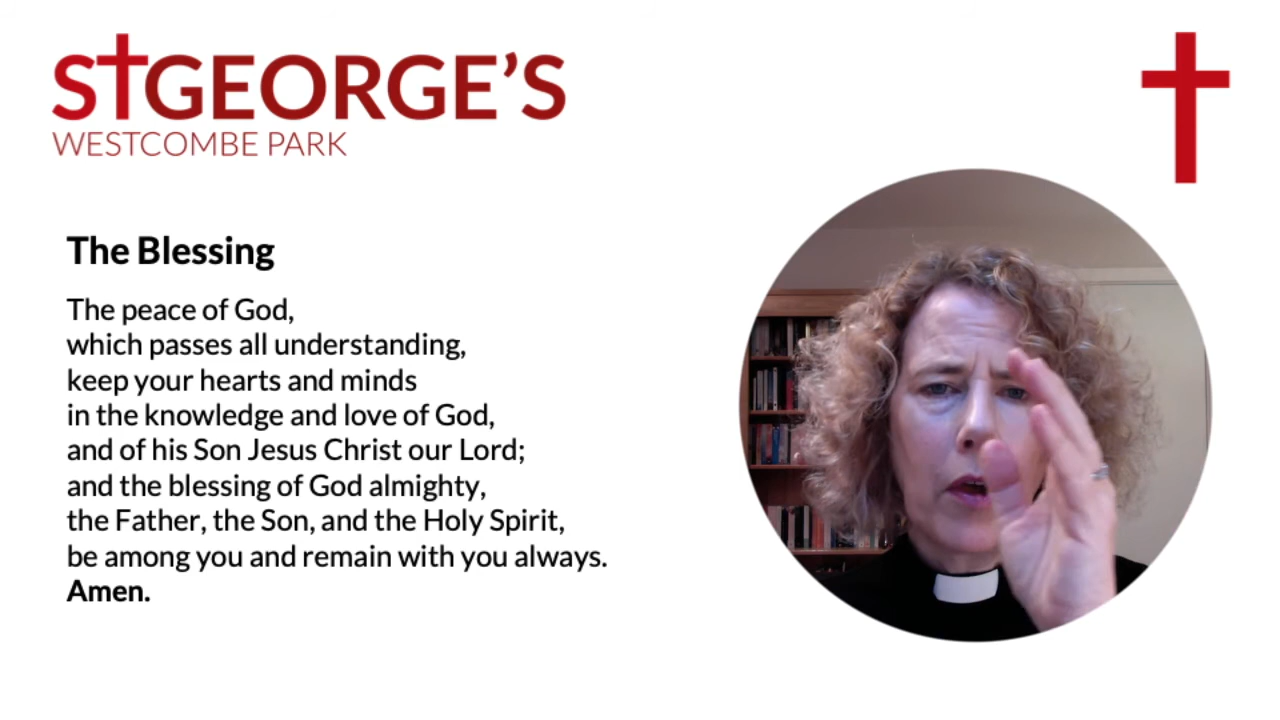 STGEORGE'S
WESTCOMBE PARK
The Blessing
The peace of God,
which passes all understanding,
keep your hearts and minds
in the knowledge and love of God,
and of his Son Jesus Christ our Lord;
and the blessing of God almighty,
the Father, the Son, and the Holy Spirit,
be among you and remain with you always.
Amen.